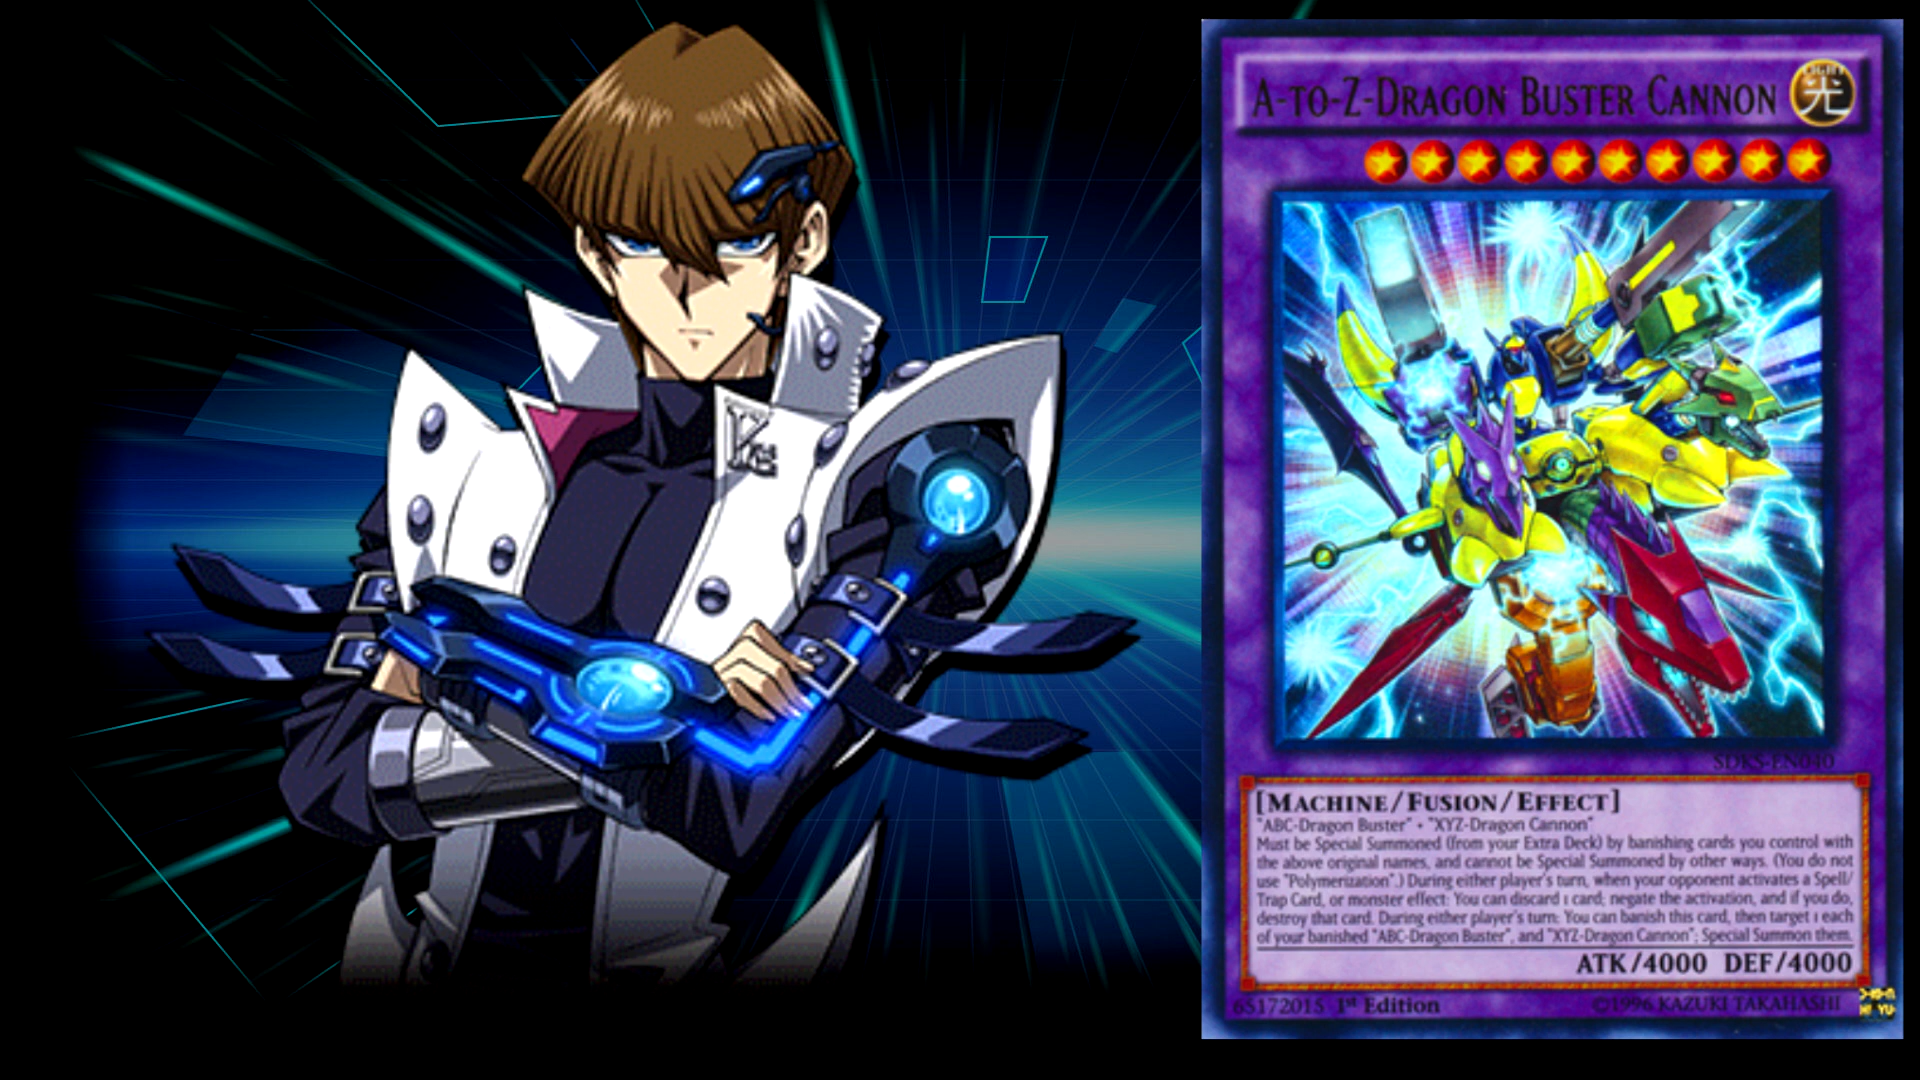 KC
A-to-Z-Dragon Buster Cannon
LIGHT
光
SDKS-EN040
[Machine/Fusion/Effect]
"ABC-Dragon Buster" + "XYZ-Dragon Cannon"
Must be Special Summoned (from your Extra Deck) by banishing cards you control with
the above original names, and cannot be Special Summoned by other ways. (You do not
use "Polymerization".) During either player's turn, when your opponent activates a Spell/
Trap Card, or monster effect: You can discard 1 card; negate the activation, and if you do,
destroy that card. During either player's turn: You can banish this card, then target 1 each
of your banished "ABC-Dragon Buster", and "XYZ-Dragon Cannon"; Special Summon them.
ATK/4000 DEF/4000
65172015 1st Edition ©1996 KAZUKI TAKAHASHI